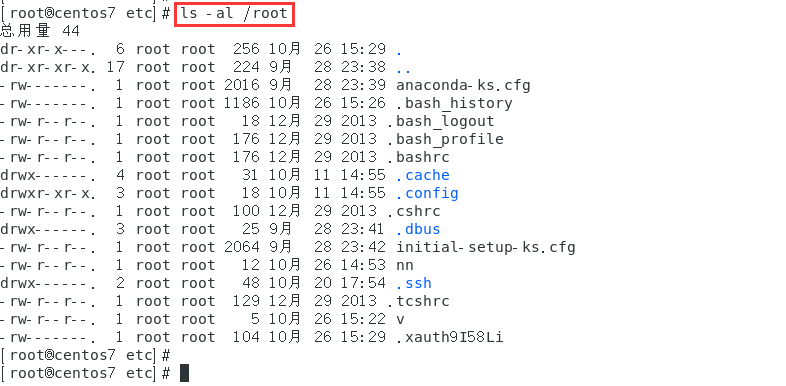 [root@centos7 etc]# ls -al /root
总用量 44
dr-xr-x---.  6 root root  256 10月 26 15:29 .
dr-xr-xr-x. 17 root root  224 9月  28 23:38 ..
-rw-------.  1 root root 2016 9月  28 23:39 anaconda-ks.cfg
-rw-------.  1 root root 1186 10月 26 15:26 .bash_history
-rw-r--r--.  1 root root   18 12月 29 2013 .bash_logout
-rw-r--r--.  1 root root  176 12月 29 2013 .bash_profile
-rw-r--r--.  1 root root  176 12月 29 2013 .bashrc
drwx------.  4 root root   31 10月 11 14:55 .cache
drwxr-xr-x.  3 root root   18 10月 11 14:55 .config
-rw-r--r--.  1 root root  100 12月 29 2013 .cshrc
drwx------.  3 root root   25 9月  28 23:41 .dbus
-rw-r--r--.  1 root root 2064 9月  28 23:42 initial-setup-ks.cfg
-rw-r--r--.  1 root root   12 10月 26 14:53 nn
drwx------.  2 root root   48 10月 20 17:54 .ssh
-rw-r--r--.  1 root root  129 12月 29 2013 .tcshrc
-rw-r--r--.  1 root root    5 10月 26 15:22 v
-rw-------.  1 root root  104 10月 26 15:29 .xauth9I58Li
[root@centos7 etc]#
[root@centos7 etc]#